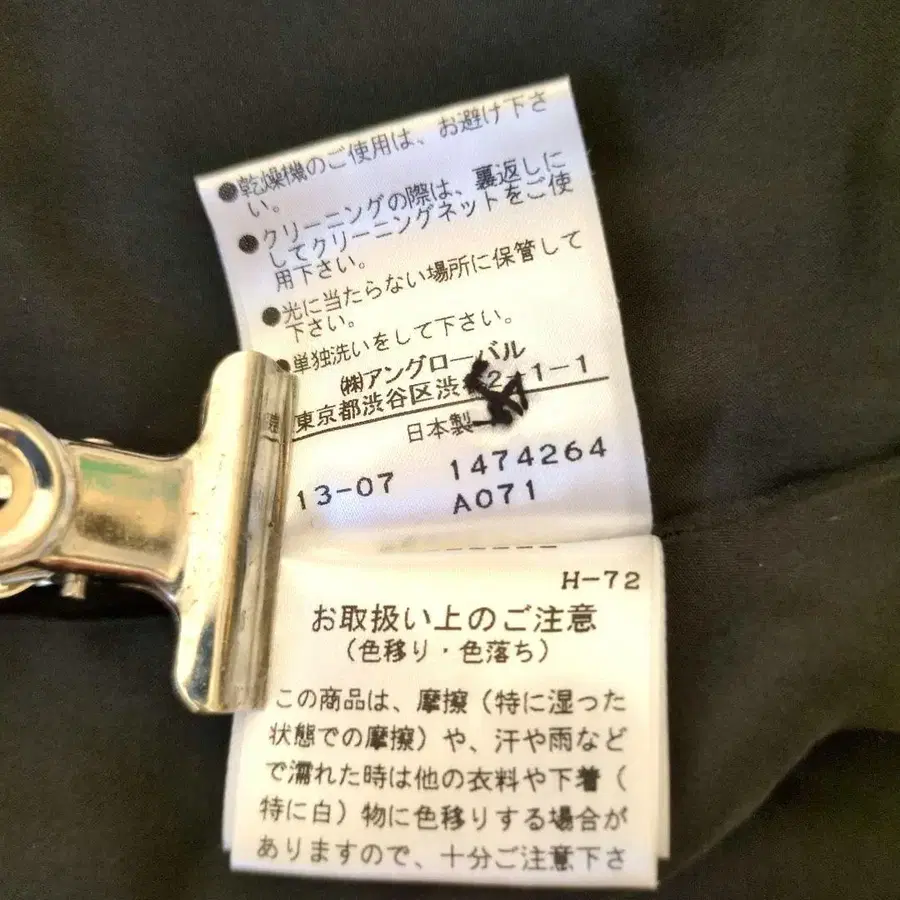 ●乾燥機のご使用は、お避け下さ
い。
●クリーニングの際は、裏返しに
してクリーニングネットをご使
用下さい。
●光に当たらない場所に保管して
下さい。
●単独洗いをして下さい。
㈱アングローバル
東京都渋谷区渋 2-1-1
日本製
13-07 1474264
A071
H-72
お取扱い上のご注意
(色移り・色落ち)
この商品は、摩擦(特に湿った
状態での摩擦)や、汗や雨など
で濡れた時は他の衣料や下着(
特に白)物に色移りする場合が
ありますので、十分ご注意下さ